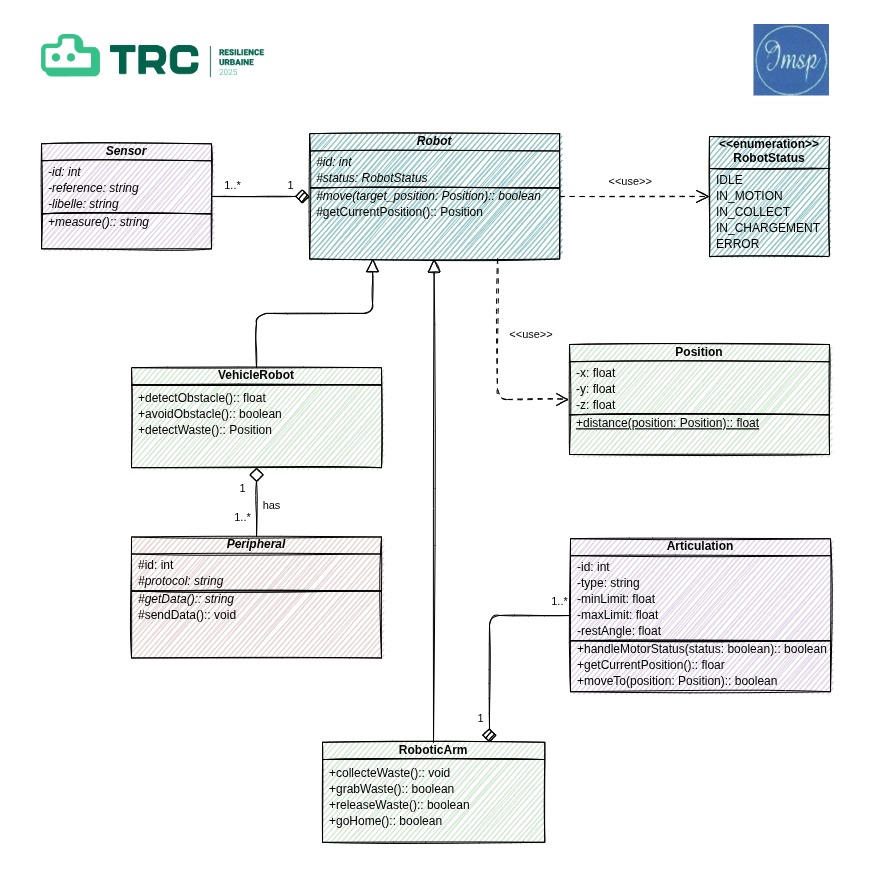 TRC
RESILIENCE
URBAINE
2025
Imsp
Sensor
-id: int
-reference: string
-libelle: string
+measure():: string
1..*
1
Robot
#id: int
#status: RobotStatus
#move(target_position: Position):: boolean
#getCurrentPosition():: Position
<<use>>
<<enumeration>>
RobotStatus
IDLE
IN_MOTION
IN_COLLECT
IN_CHARGEMENT
ERROR
<<use>>
Position
-x: float
-y: float
-z: float
+distance(position: Position):: float
VehicleRobot
+detectObstacle():: float
+avoidObstacle():: boolean
+detectWaste():: Position
1
has
1..*
Peripheral
#id: int
#protocol: string
#getData():: string
#sendData():: void
Articulation
-id: int
-type: string
-minLimit: float
-maxLimit: float
-restAngle: float
+handleMotorStatus(status: boolean):: boolean
+getCurrentPosition():: floar
+moveTo(position: Position):: boolean
1..*
1
RoboticArm
+collecteWaste():: void
+grabWaste():: boolean
+releaseWaste():: boolean
+goHome():: boolean